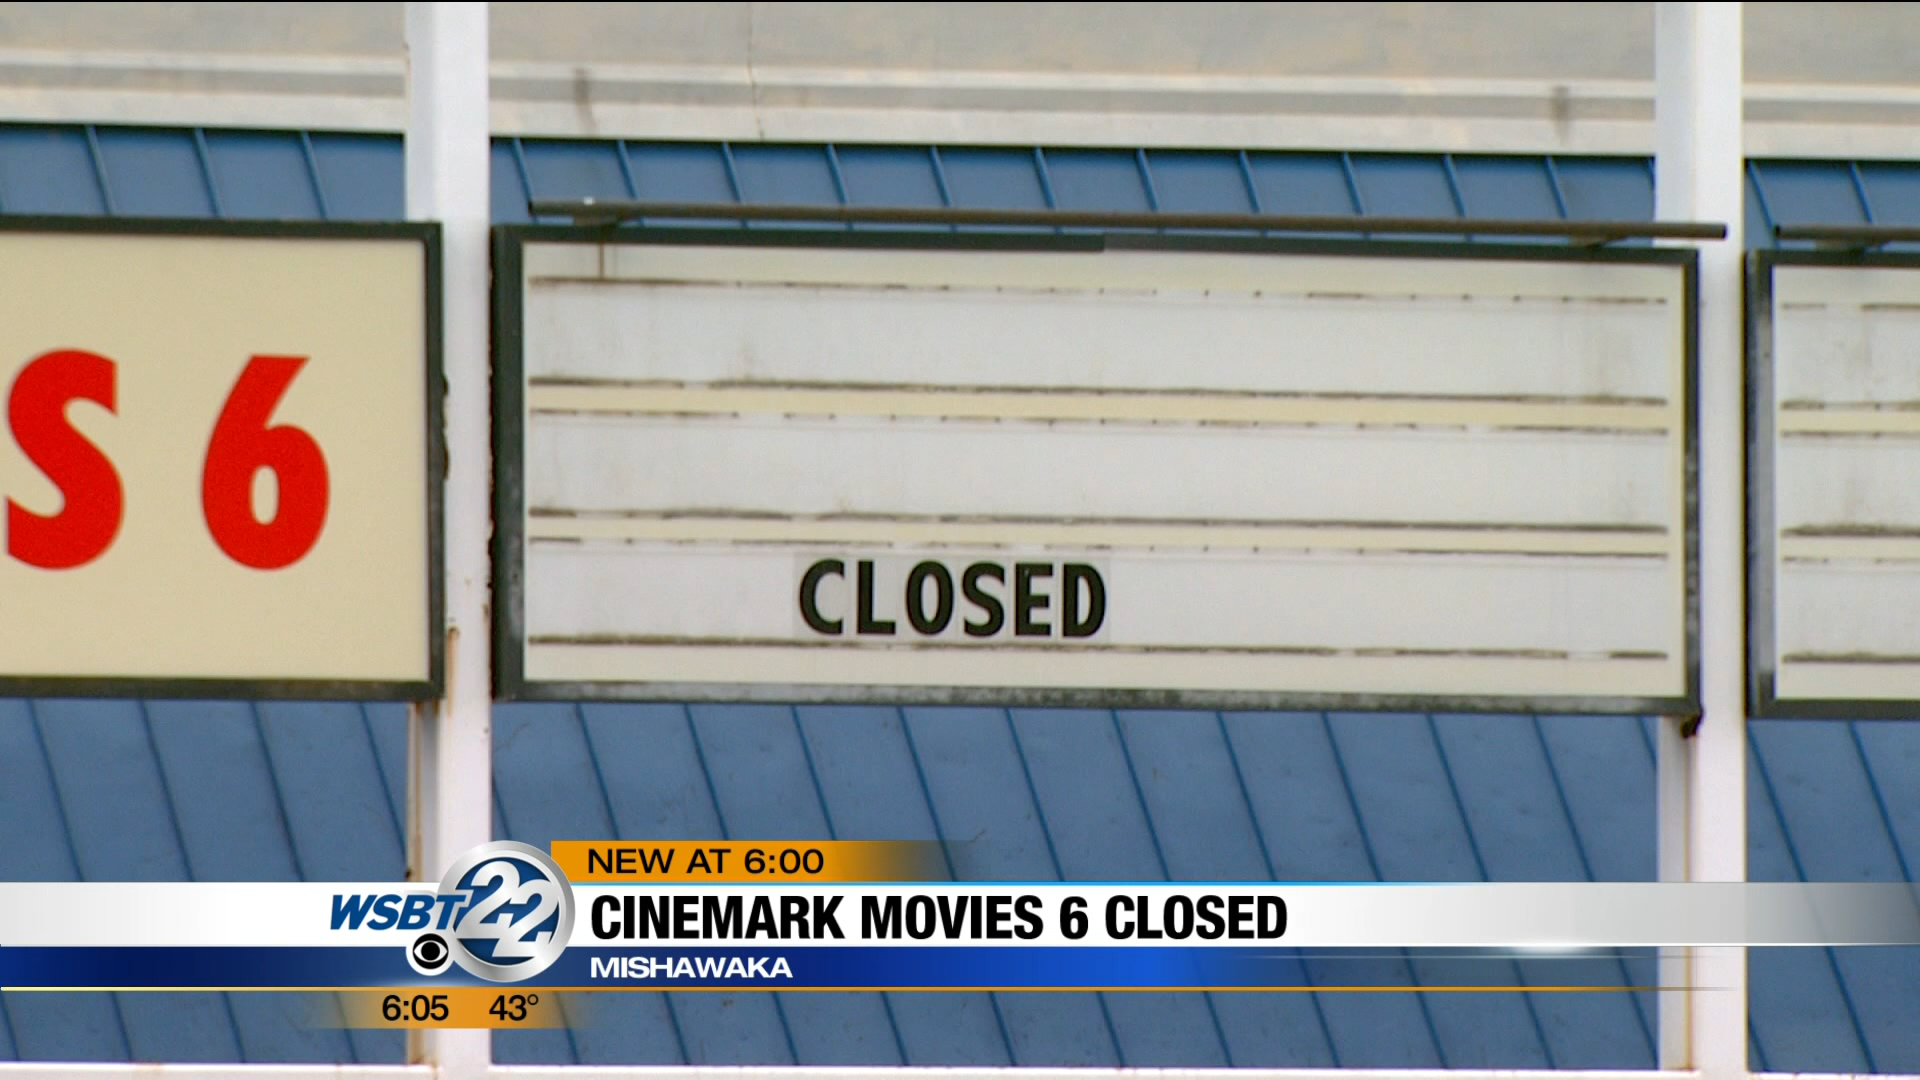 S 6
CLOSED
NEW AT 6:00
WSBT 22
CINEMARK MOVIES 6 CLOSED
MISHAWAKA
6:05 43°